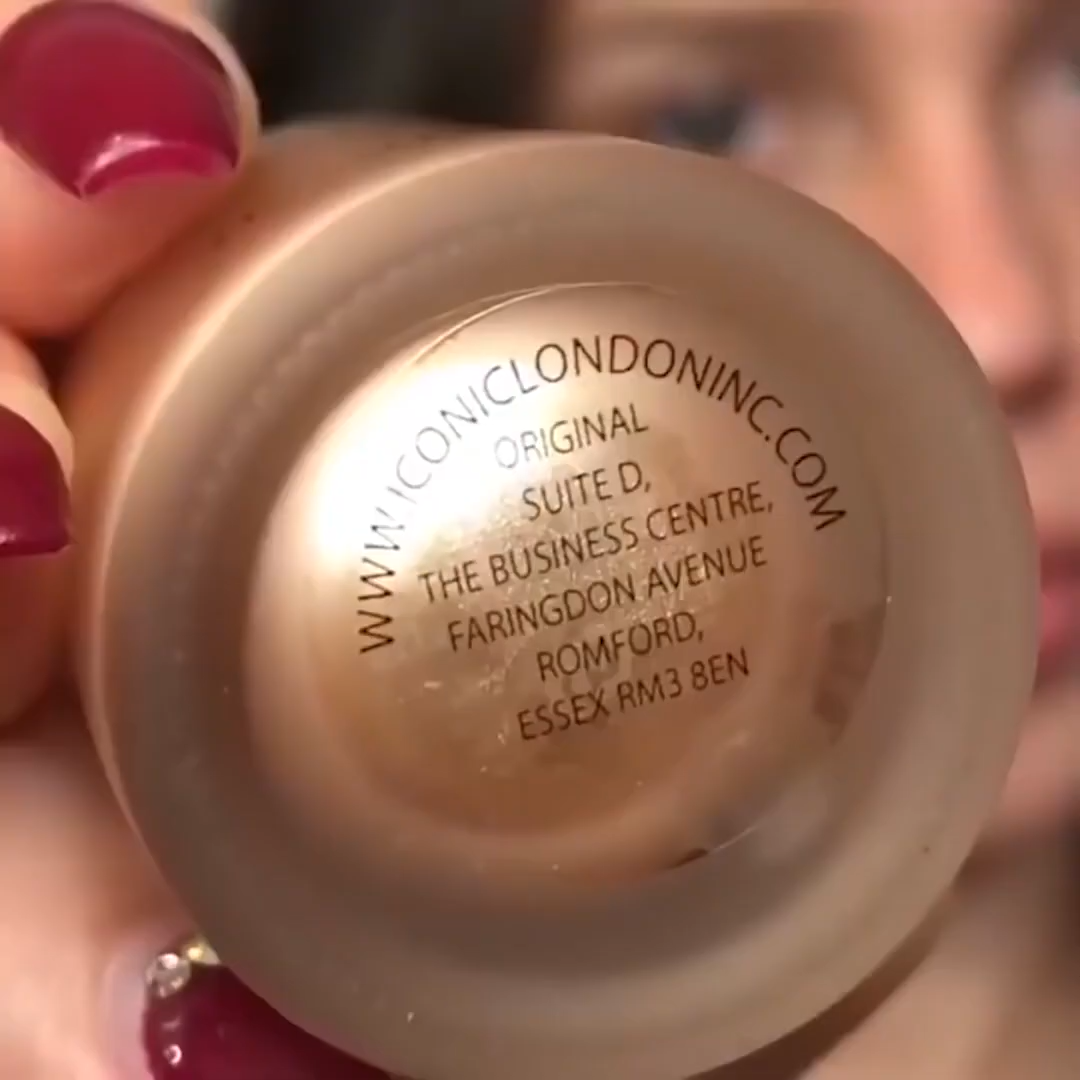 WWW.ICONICLONDONINC.COM
ORIGINAL
SUITE D,
THE BUSINESS CENTRE,
FARINGDON AVENUE
ROMFORD,
ESSEX RM3 8EN